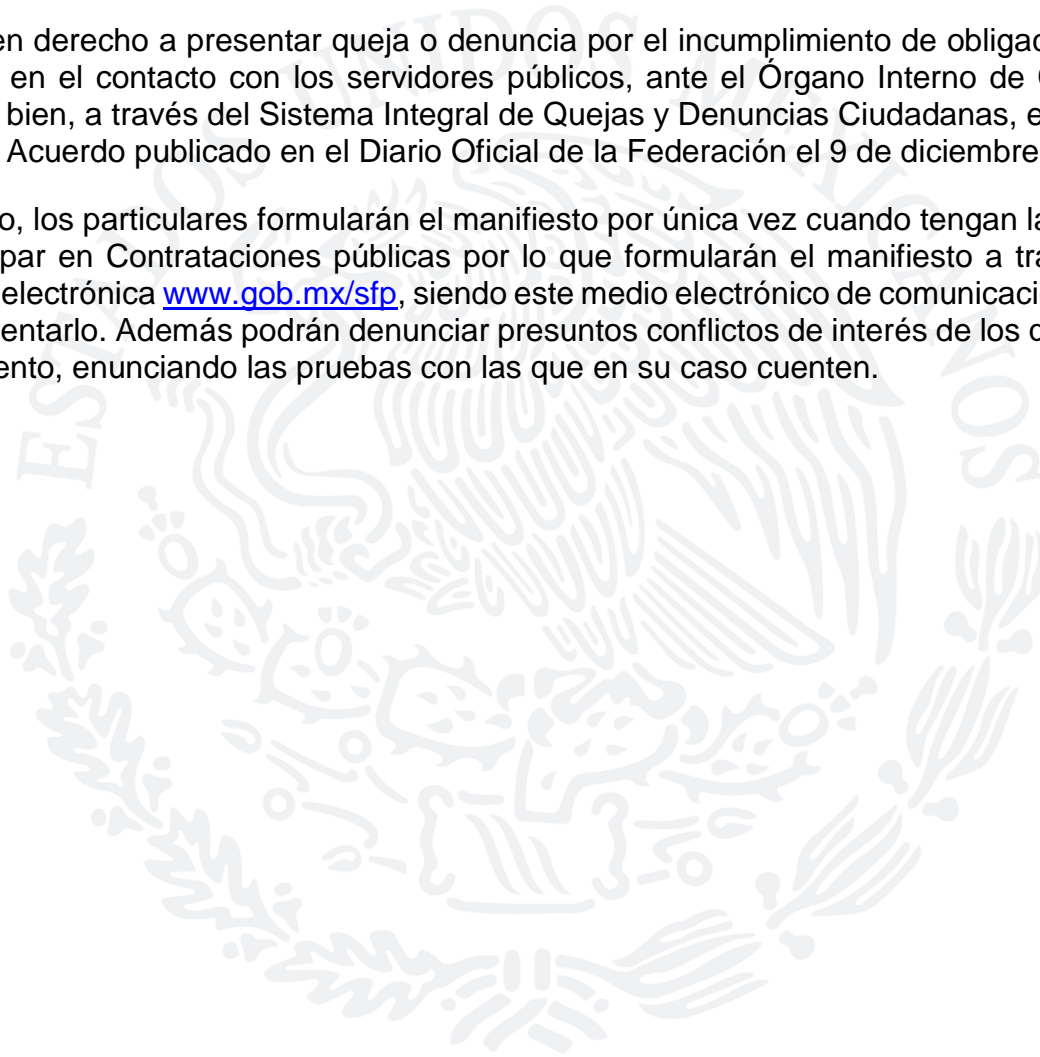 en derecho a presentar queja o denuncia por el incumplimiento de obligac
en el contacto con los servidores públicos, ante el Órgano Interno de
bien, a través del Sistema Integral de Quejas y Denuncias Ciudadanas, e
Acuerdo publicado en el Diario Oficial de la Federación el 9 de diciembre
o, los particulares formularán el manifiesto por única vez cuando tengan la
par en Contrataciones públicas por lo que formularán el manifiesto a tra
electrónica www.gob.mx/sfp, siendo este medio electrónico de comunicaci
entarlo. Además podrán denunciar presuntos conflictos de interés de los
ento, enunciando las pruebas con las que en su caso cuenten.
ESTADOS UNIDOS MEXICANOS